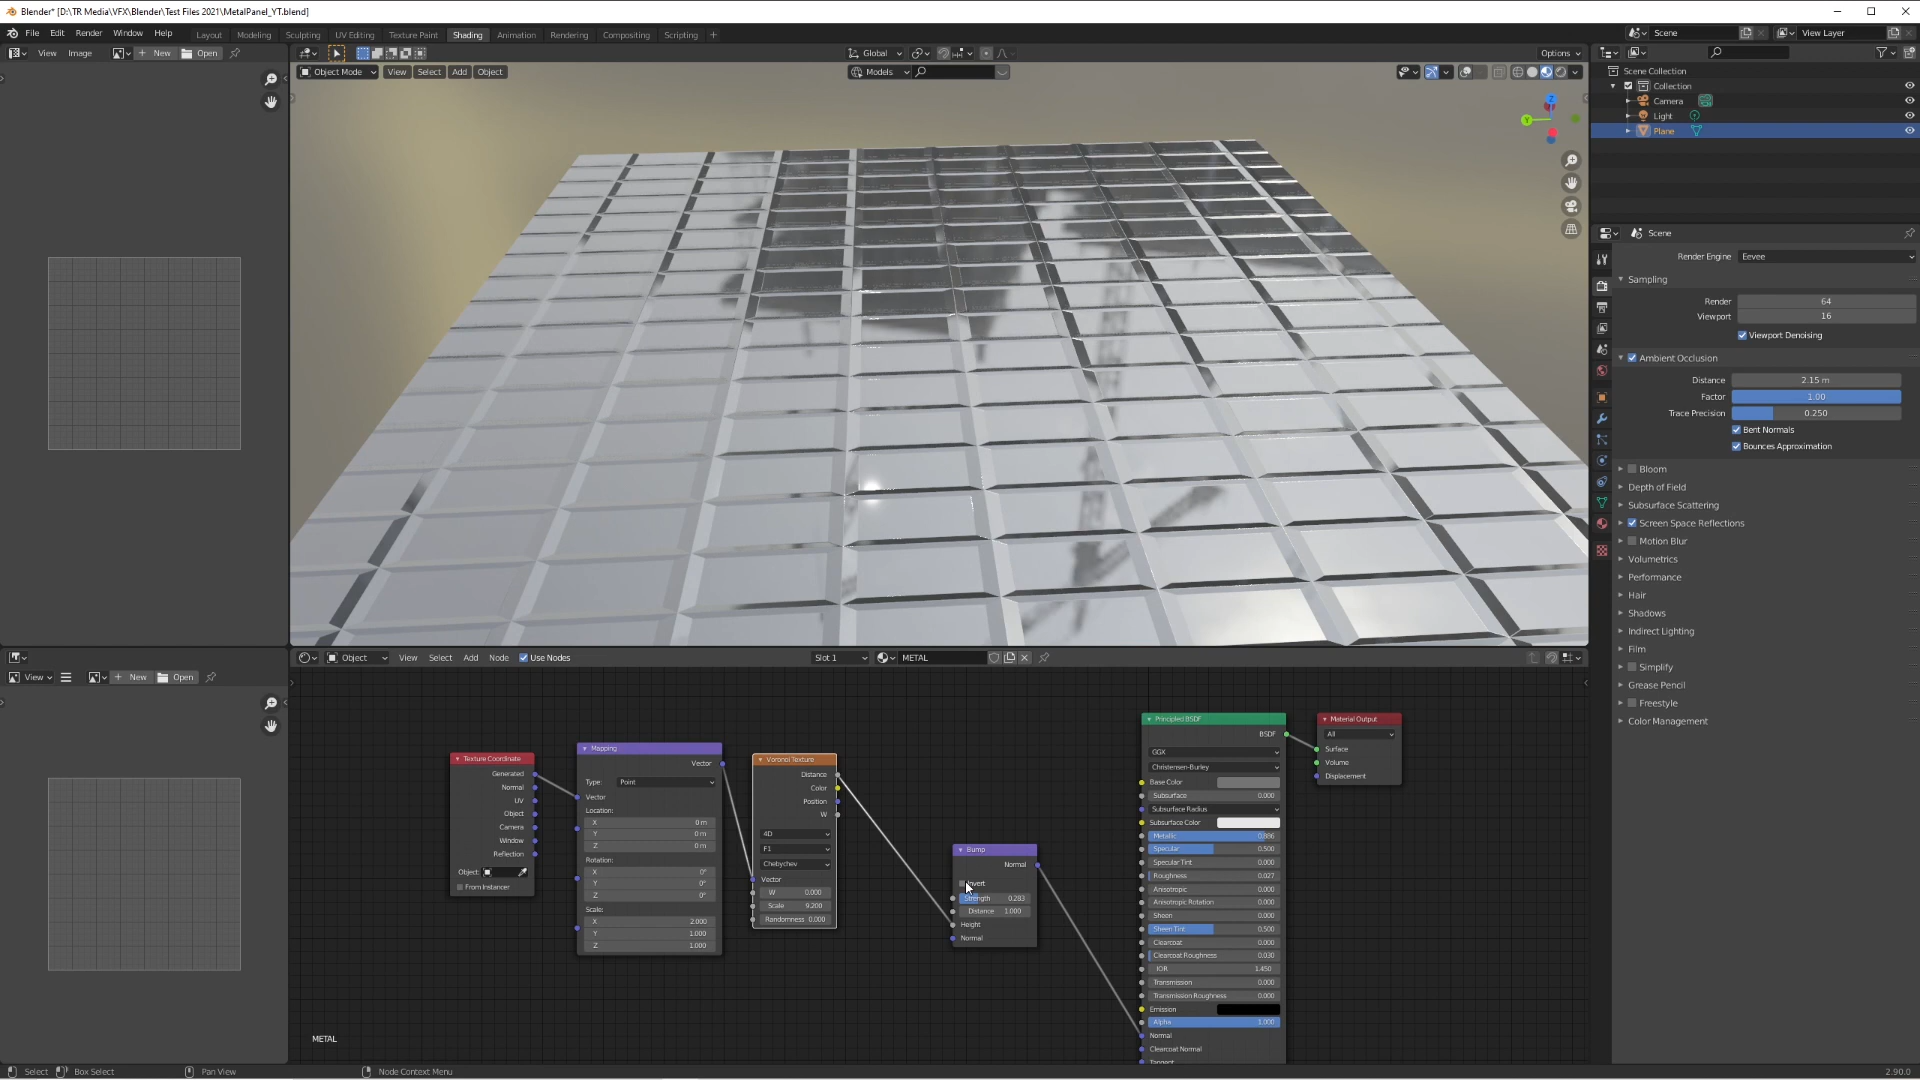 Blender* [D:\TR Media\VFX\Blender\Test Files 2021\MetalPanel_YT.blend]
File Edit Render Window Help Layout Modeling Sculpting UV Editing Texture Paint Shading Animation Rendering Compositing Scripting + Scene View Layer
View Image New Open Global Options
Object Mode View Select Add Object Models
Scene Collection
Collection
Camera
Light
Plane
Z
Y
Scene
Render Engine Eevee
Sampling
Render 64
Viewport 16
Viewport Denoising
Ambient Occlusion
Distance 2.15 m
Factor 1.00
Trace Precision 0.250
Bent Normals
Bounces Approximation
Bloom
Depth of Field
Subsurface Scattering
Screen Space Reflections
Motion Blur
Volumetrics
Performance
Hair
Shadows
Indirect Lighting
Film
Simplify
Grease Pencil
Freestyle
Color Management
Object View Select Add Node Use Nodes Slot 1 METAL
View New Open
Texture Coordinate
Generated
Normal
UV
Object
Camera
Window
Reflection
Object:
From Instancer
Mapping
Vector
Type: Point
Vector
Location:
X 0 m
Y 0 m
Z 0 m
Rotation:
X 0°
Y 0°
Z 0°
Scale:
X 2.000
Y 1.000
Z 1.000
Voronoi Texture
Distance
Color
Position
W
4D
F1
Chebychev
Vector
W 0.000
Scale 9.200
Randomness 0.000
Bump
Normal
Invert
Strength 0.283
Distance 1.000
Height
Normal
Principled BSDF
BSDF
GGX
Christensen-Burley
Base Color
Subsurface 0.000
Subsurface Radius
Subsurface Color
Metallic 0.886
Specular 0.500
Specular Tint 0.000
Roughness 0.027
Anisotropic 0.000
Anisotropic Rotation 0.000
Sheen 0.000
Sheen Tint 0.500
Clearcoat 0.000
Clearcoat Roughness 0.030
IOR 1.450
Transmission 0.000
Transmission Roughness 0.000
Emission
Alpha 1.000
Normal
Clearcoat Normal
Tangent
Material Output
All
Surface
Volume
Displacement
METAL
Select Box Select Pan View Node Context Menu 2.90.0